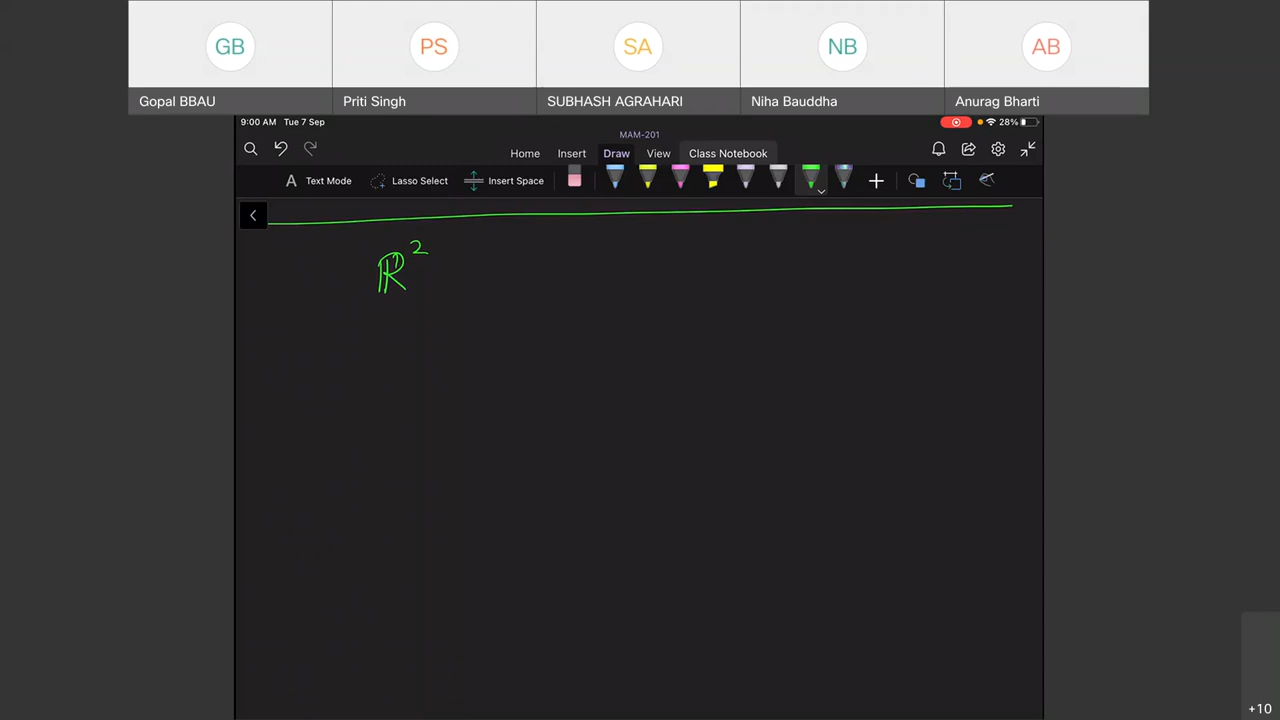 GB PS SA NB AB
Gopal BBAU Priti Singh SUBHASH AGRAHARI Niha Bauddha Anurag Bharti
9:00 AM Tue 7 Sep 28%
MAM-201
Home Insert Draw View Class Notebook
A Text Mode Lasso Select Insert Space
ℝ²
+10